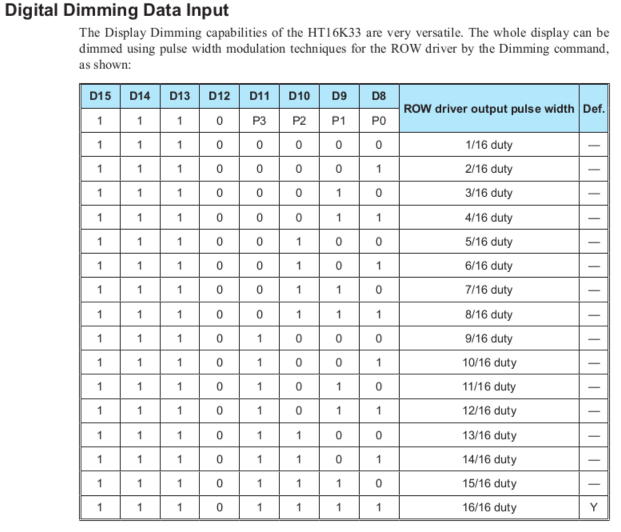 Digital Dimming Data Input
The Display Dimming capabilities of the HT16K33 are very versatile. The whole display can be
dimmed using pulse width modulation techniques for the ROW driver by the Dimming command,
as shown:
D15 D14 D13 D12 D11 D10 D9 D8 ROW driver output pulse width Def.
1 1 1 0 P3 P2 P1 P0
1 1 1 0 0 0 0 0 1/16 duty —
1 1 1 0 0 0 0 1 2/16 duty —
1 1 1 0 0 0 1 0 3/16 duty —
1 1 1 0 0 0 1 1 4/16 duty —
1 1 1 0 0 1 0 0 5/16 duty —
1 1 1 0 0 1 0 1 6/16 duty —
1 1 1 0 0 1 1 0 7/16 duty —
1 1 1 0 0 1 1 1 8/16 duty —
1 1 1 0 1 0 0 0 9/16 duty —
1 1 1 0 1 0 0 1 10/16 duty —
1 1 1 0 1 0 1 0 11/16 duty —
1 1 1 0 1 0 1 1 12/16 duty —
1 1 1 0 1 1 0 0 13/16 duty —
1 1 1 0 1 1 0 1 14/16 duty —
1 1 1 0 1 1 1 0 15/16 duty —
1 1 1 0 1 1 1 1 16/16 duty Y